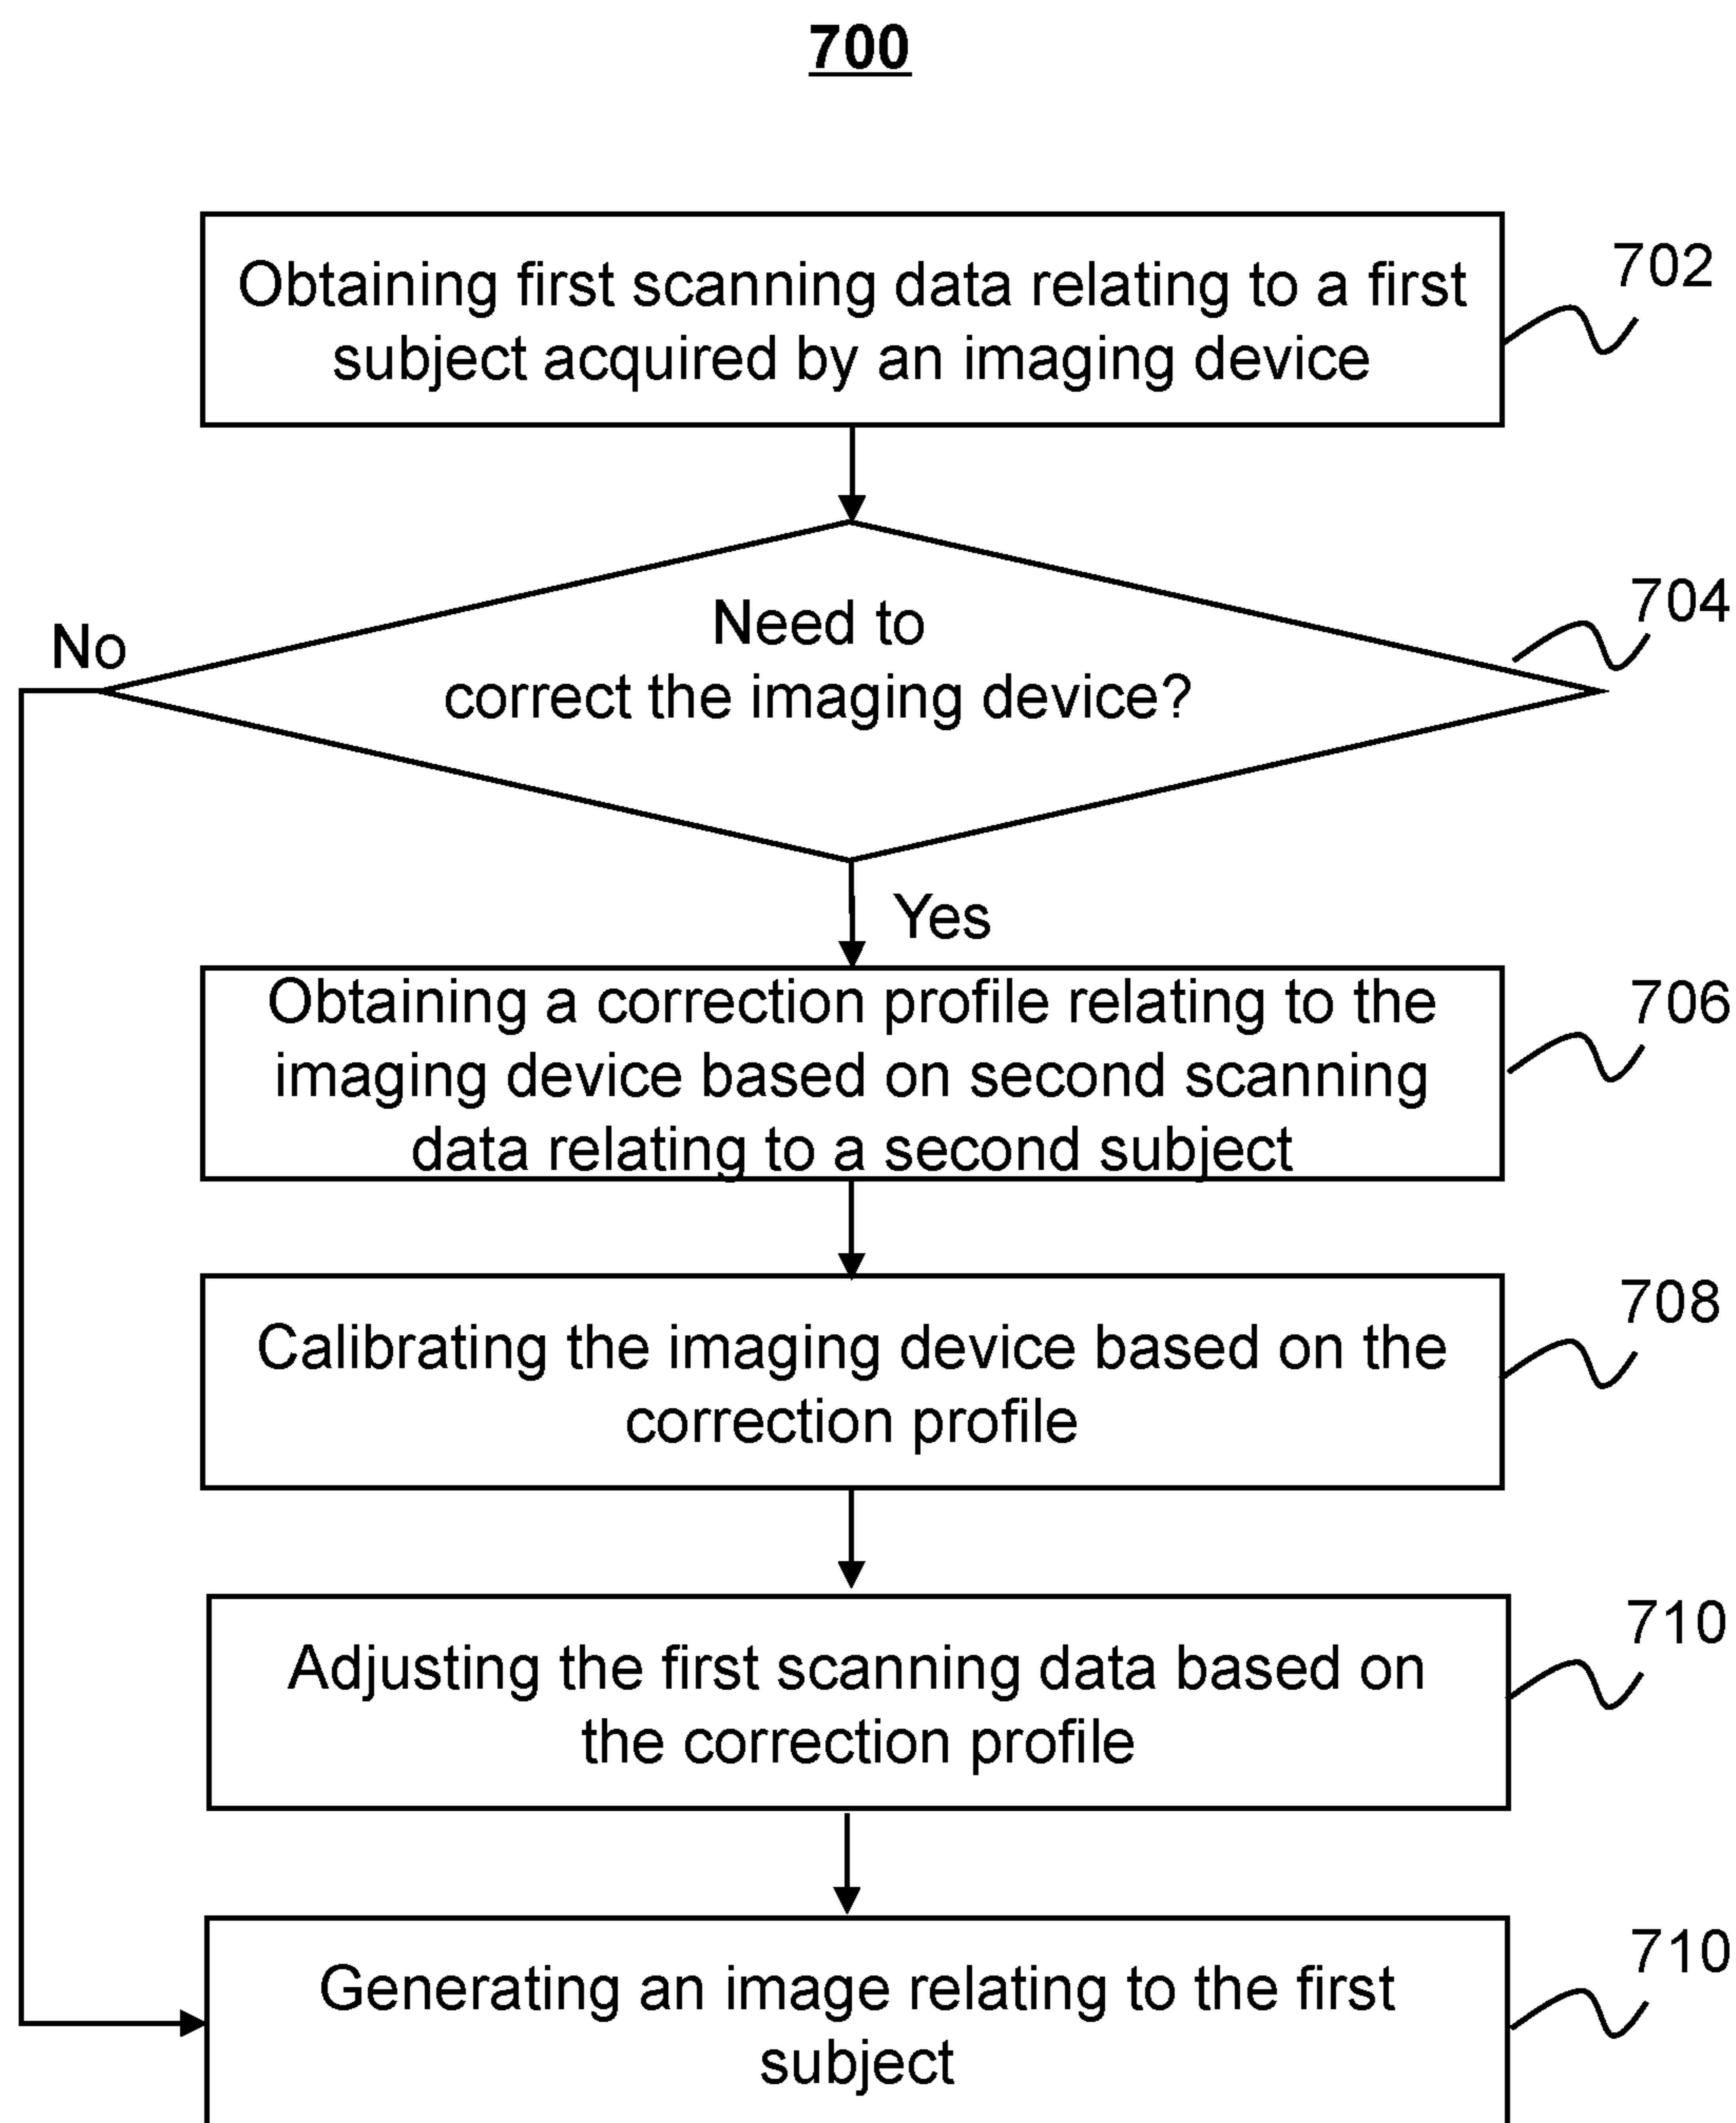 700
Obtaining first scanning data relating to a first
subject acquired by an imaging device
702
Need to
correct the imaging device?
704
No
Yes
Obtaining a correction profile relating to the
imaging device based on second scanning
data relating to a second subject
706
Calibrating the imaging device based on the
correction profile
708
Adjusting the first scanning data based on
the correction profile
710
Generating an image relating to the first
subject
710